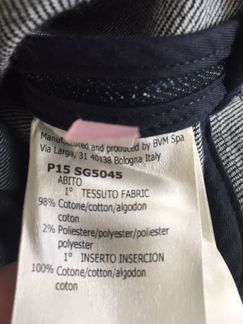 Manufactured and produced by BVM Spa
Via Larga, 31 40138 Bologna Italy
P15 SG5045
ABITO
1° TESSUTO FABRIC
98% Cotone/cotton/algodon
coton
2% Poliestere/polyester/poliester
polyester
1° INSERTO INSERCION
100% Cotone/cotton/algodon
coton